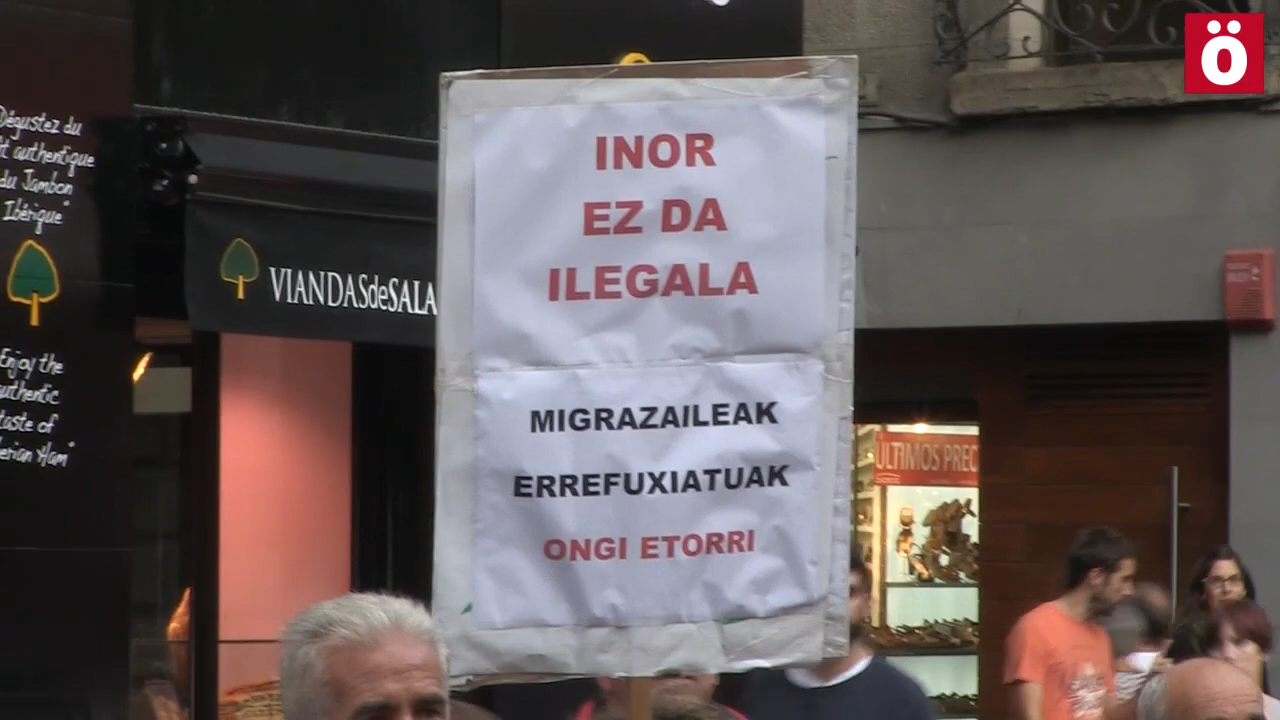 Dégustez du
authentique
du Jambon
Ibérique"
VIANDASdeSALA
Enjoy the
authentic
taste of
Ham"
INOR
EZ DA
ILEGALA
MIGRAZAILEAK
ERREFUXIATUAK
ONGI ETORRI
ÚLTIMOS PREC
Ö